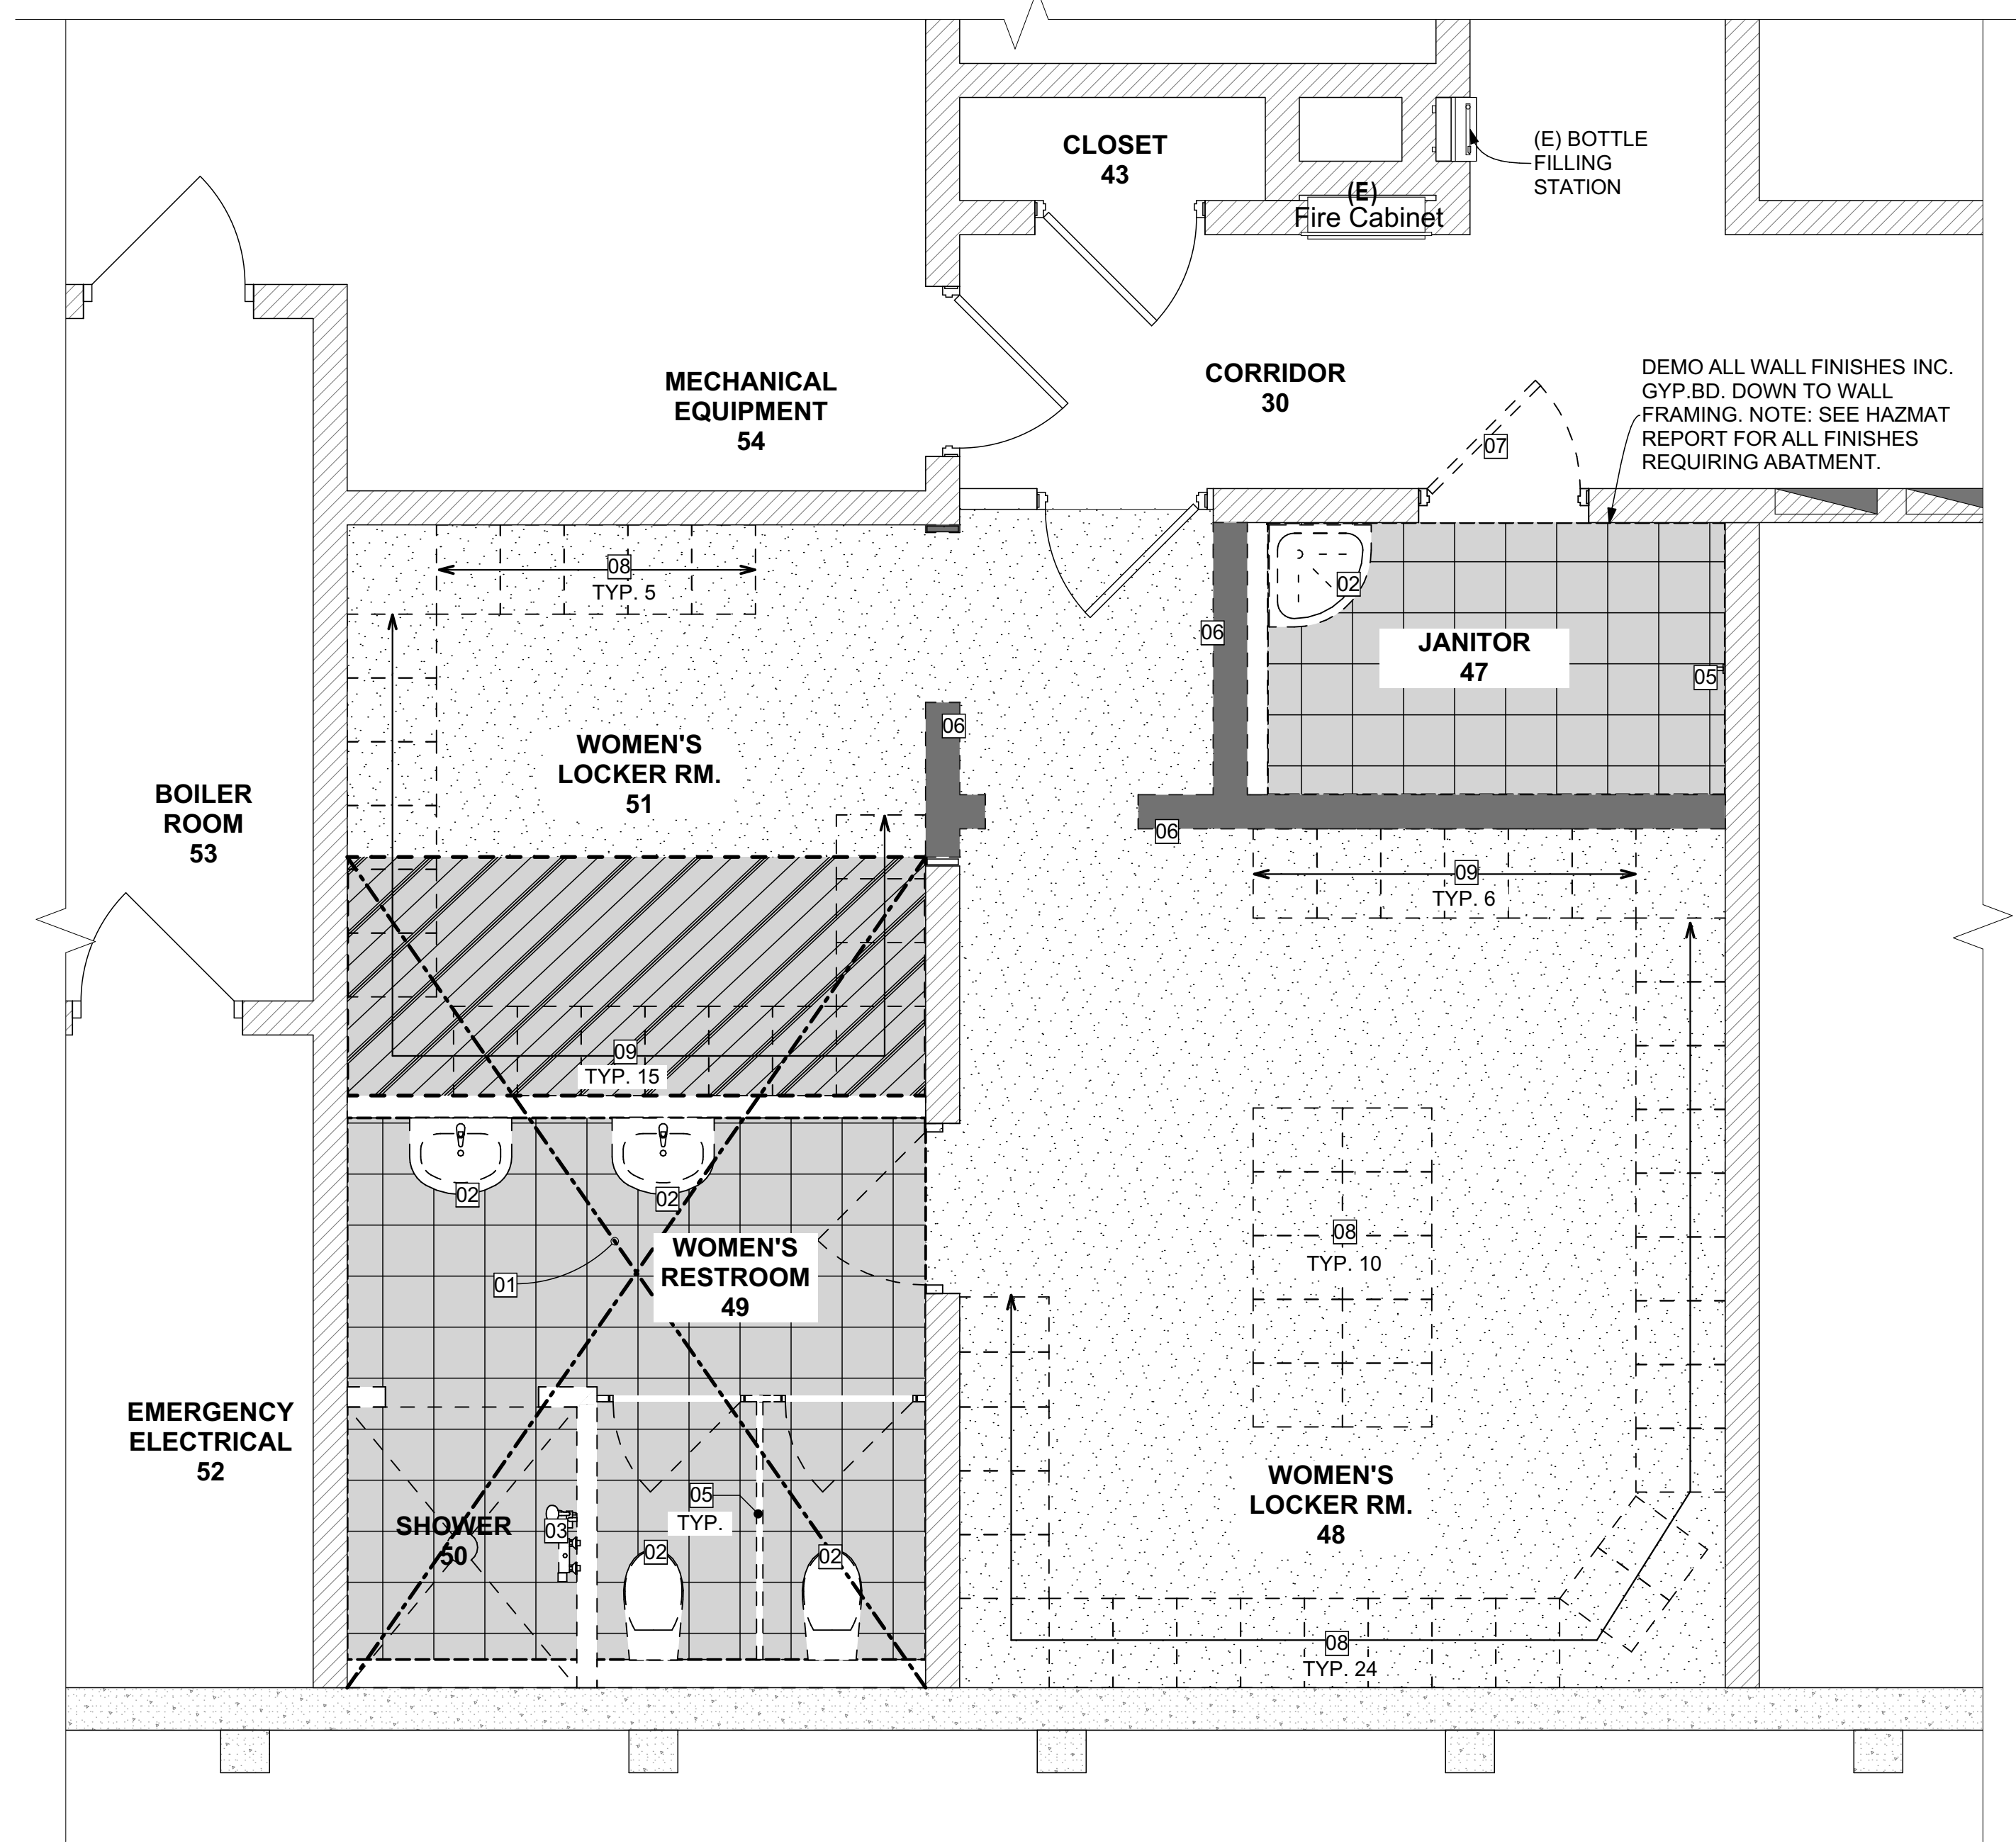 CLOSET
43
(E) BOTTLE
FILLING
STATION
(E)
Fire Cabinet
MECHANICAL
EQUIPMENT
54
CORRIDOR
30
DEMO ALL WALL FINISHES INC.
GYP.BD. DOWN TO WALL
FRAMING. NOTE: SEE HAZMAT
REPORT FOR ALL FINISHES
REQUIRING ABATMENT.
07
08
TYP. 5
02
06
JANITOR
47
05
06
WOMEN'S
LOCKER RM.
51
BOILER
ROOM
53
06
09
TYP. 6
09
TYP. 15
02
02
WOMEN'S
RESTROOM
49
01
08
TYP. 10
EMERGENCY
ELECTRICAL
52
WOMEN'S
LOCKER RM.
48
SHOWER
50
03
05
TYP.
02
02
08
TYP. 24